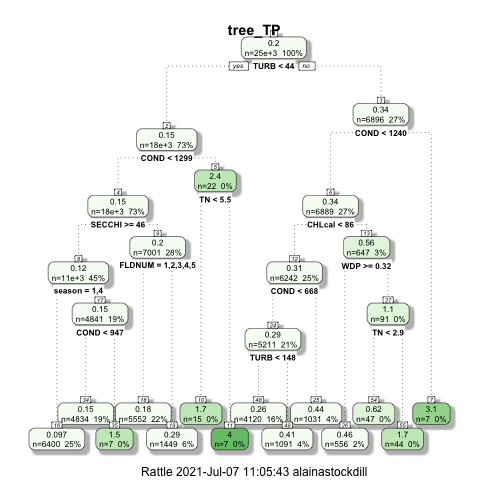 tree_TP
1
0.2
n=25e+3 100%
yes TURB < 44 no
2
0.15
n=18e+3 73%
COND < 1299
3
0.34
n=6896 27%
COND < 1240
4
0.15
n=18e+3 73%
SECCHI >= 46
5
2.4
n=22 0%
TN < 5.5
6
0.34
n=6889 27%
CHLcal < 86
8
0.12
n=11e+3 45%
season = 1,4
9
0.2
n=7001 28%
FLDNUM = 1,2,3,4,5
12
0.31
n=6242 25%
COND < 668
13
0.56
n=647 3%
WDP >= 0.32
17
0.15
n=4841 19%
COND < 947
24
0.29
n=5211 21%
TURB < 148
27
1.1
n=91 0%
TN < 2.9
16
0.097
n=6400 25%
34
0.15
n=4834 19%
35
1.5
n=7 0%
18
0.18
n=5552 22%
19
0.29
n=1449 6%
10
1.7
n=15 0%
11
4
n=7 0%
48
0.26
n=4120 16%
49
0.41
n=1091 4%
25
0.44
n=1031 4%
26
0.46
n=556 2%
54
0.62
n=47 0%
55
1.7
n=44 0%
7
3.1
n=7 0%
Rattle 2021-Jul-07 11:05:43 alainastockdill